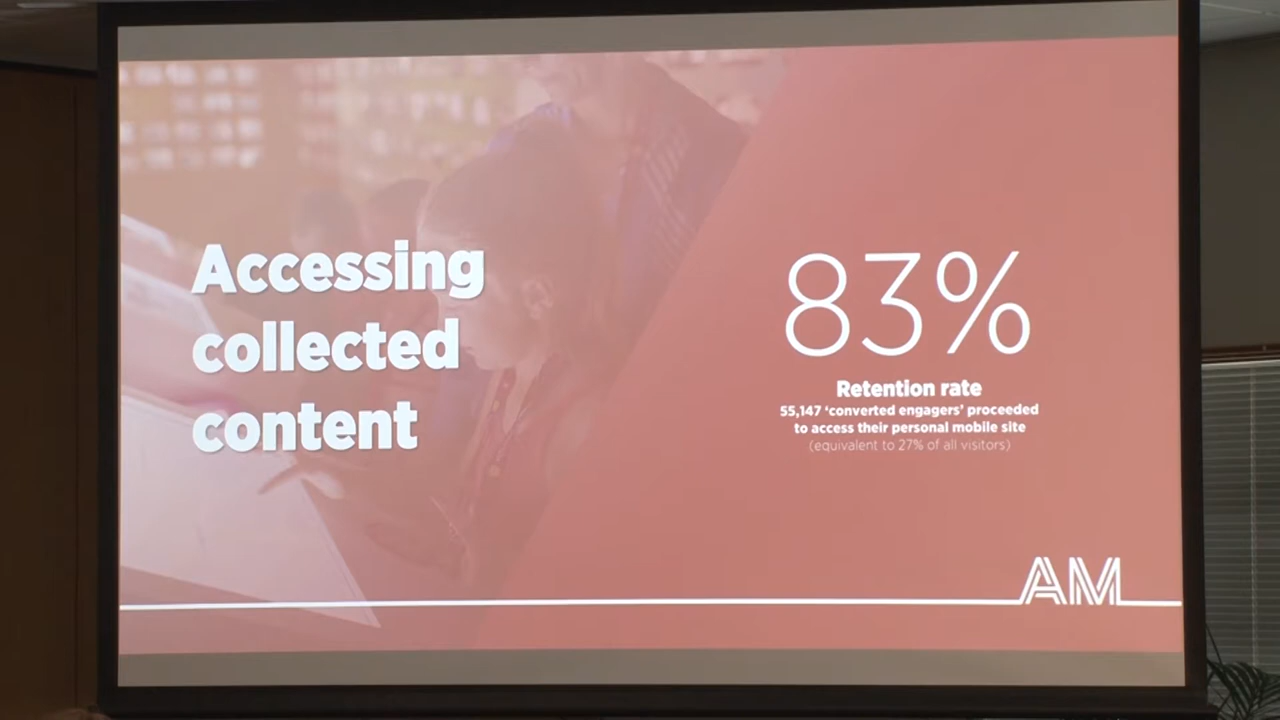 Accessing
collected
content
83%
Retention rate
55,147 ‘converted engagers’ proceeded
to access their personal mobile site
(equivalent to 27% of all visitors)
AM